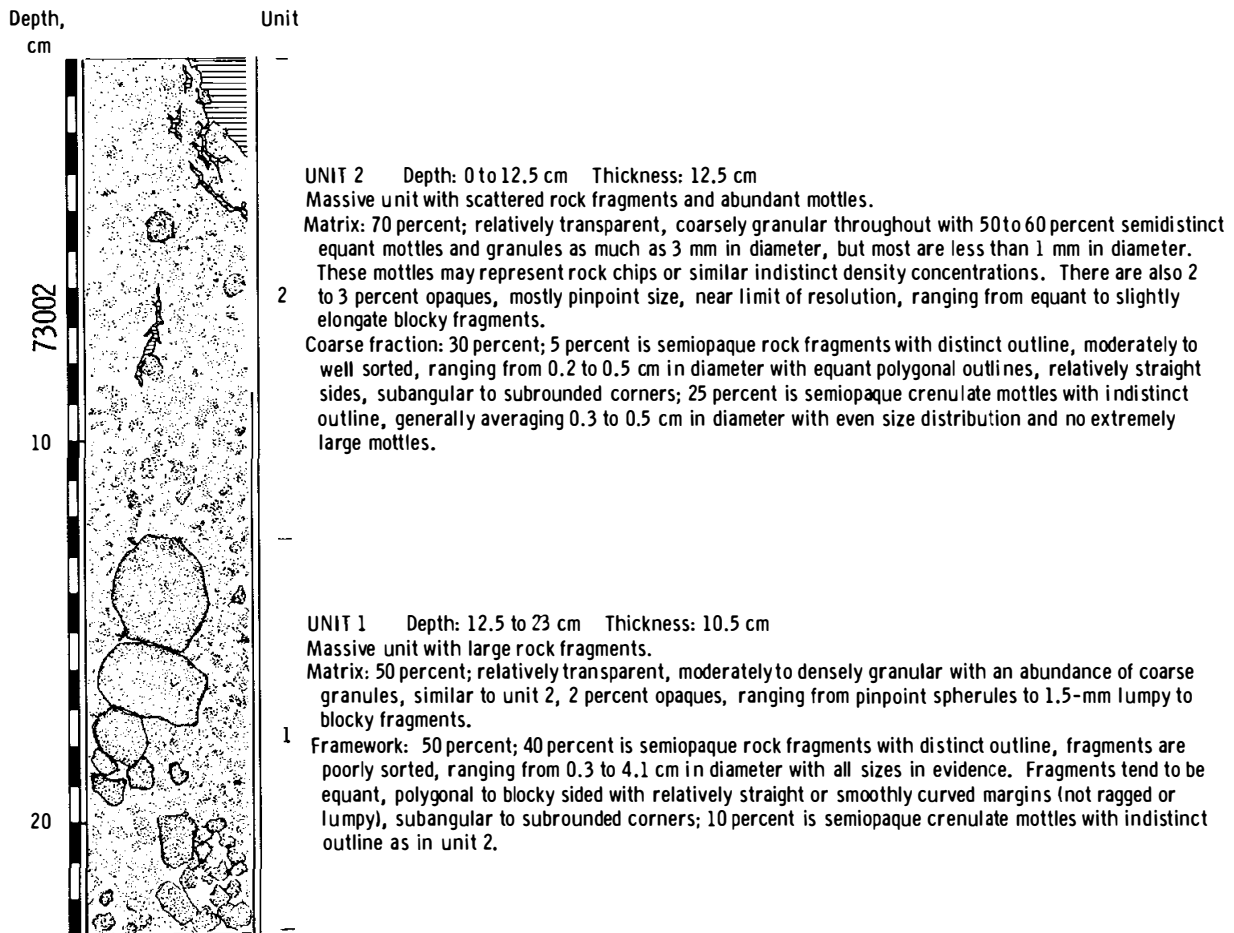 Depth,
cm
Unit
73002
10
20
2
1
UNIT 2 Depth: 0 to 12.5 cm Thickness: 12.5 cm
Massive unit with scattered rock fragments and abundant mottles.
Matrix: 70 percent; relatively transparent, coarsely granular throughout with 50 to 60 percent semidistinct
equant mottles and granules as much as 3 mm in diameter, but most are less than 1 mm in diameter.
These mottles may represent rock chips or similar indistinct density concentrations. There are also 2
to 3 percent opaques, mostly pinpoint size, near limit of resolution, ranging from equant to slightly
elongate blocky fragments.
Coarse fraction: 30 percent; 5 percent is semiopaque rock fragments with distinct outline, moderately to
well sorted, ranging from 0.2 to 0.5 cm in diameter with equant polygonal outlines, relatively straight
sides, subangular to subrounded corners; 25 percent is semiopaque crenulate mottles with indistinct
outline, generally averaging 0.3 to 0.5 cm in diameter with even size distribution and no extremely
large mottles.
UNIT 1 Depth: 12.5 to 23 cm Thickness: 10.5 cm
Massive unit with large rock fragments.
Matrix: 50 percent; relatively transparent, moderately to densely granular with an abundance of coarse
granules, similar to unit 2, 2 percent opaques, ranging from pinpoint spherules to 1.5-mm lumpy to
blocky fragments.
Framework: 50 percent; 40 percent is semiopaque rock fragments with distinct outline, fragments are
poorly sorted, ranging from 0.3 to 4.1 cm in diameter with all sizes in evidence. Fragments tend to be
equant, polygonal to blocky sided with relatively straight or smoothly curved margins (not ragged or
lumpy), subangular to subrounded corners; 10 percent is semiopaque crenulate mottles with indistinct
outline as in unit 2.